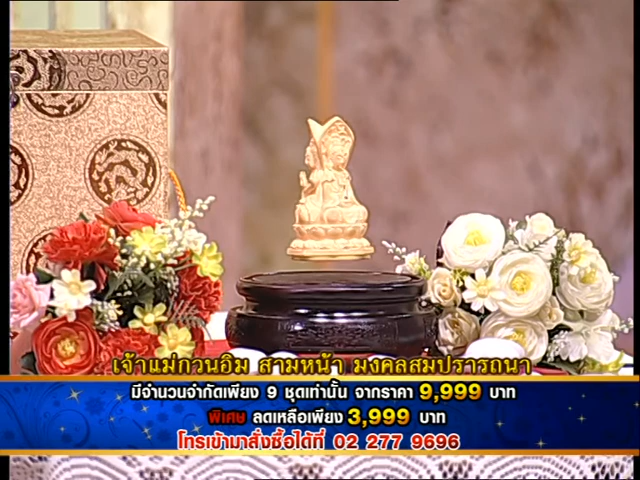 เจ้าแม่กวนอิม สามหน้า มงคลสมปรารถนา
มีจำนวนจำกัดเพียง 9 ชุดเท่านั้น จากราคา 9,999 บาท
พิเศษ ลดเหลือเพียง 3,999 บาท
โทรเข้ามาสั่งซื้อได้ที่ 02 277 9696